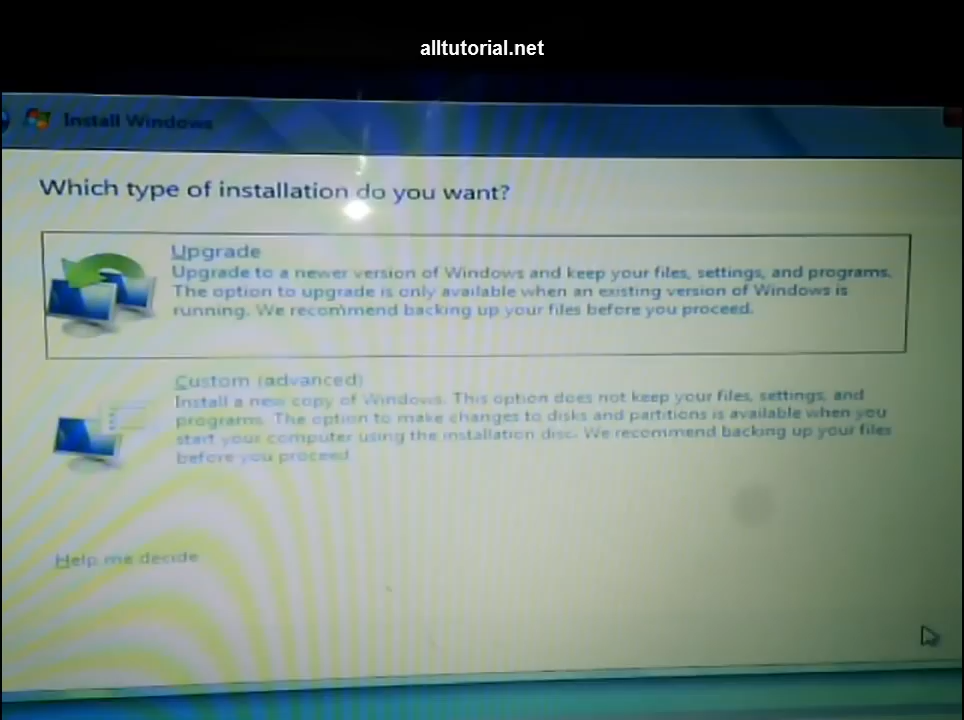 alltutorial.net
Install Windows
Which type of installation do you want?
Upgrade
Upgrade to a newer version of Windows and keep your files, settings, and programs.
The option to upgrade is only available when an existing version of Windows is
running. We recommend backing up your files before you proceed.
Custom (advanced)
Install a new copy of Windows. This option does not keep your files, settings, and
programs. The option to make changes to disks and partitions is available when you
start your computer using the installation disc. We recommend backing up your files
before you proceed.
Help me decide